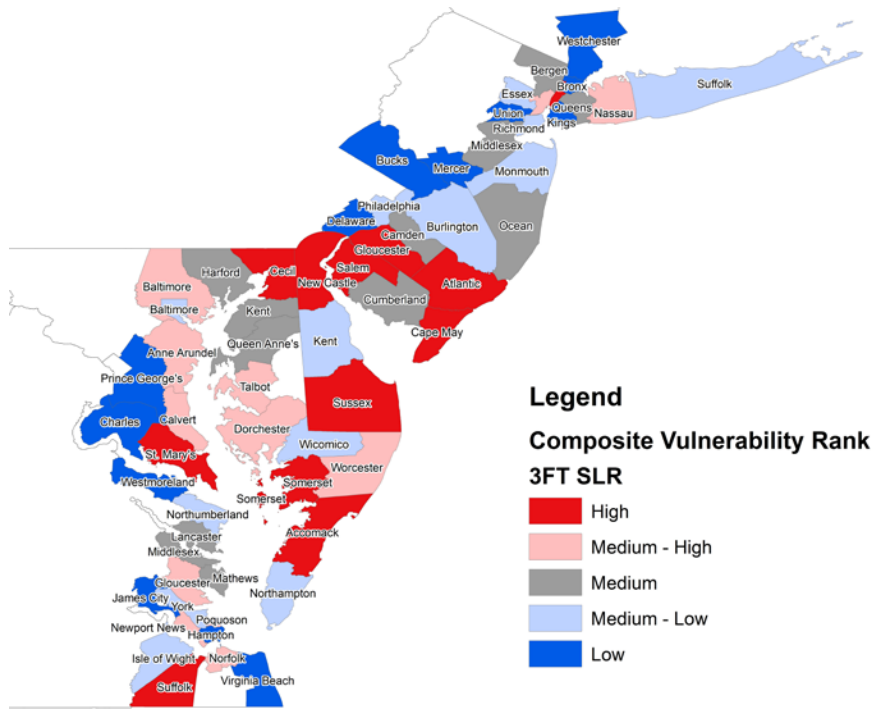 Westchester
Bergen
Bronx
Essex
Suffolk
Queens
Nassau
Union
Kings
Richmond
Middlesex
Bucks
Mercer
Monmouth
Philadelphia
Delaware
Burlington
Ocean
Camden
Gloucester
Cecil
Harford
Salem
New Castle
Atlantic
Baltimore
Cumberland
Baltimore
Kent
Cape May
Queen Anne's
Kent
Anne Arundel
Prince George's
Talbot
Sussex
Charles
Calvert
Dorchester
Wicomico
St. Mary's
Worcester
Westmoreland
Somerset
Somerset
Northumberland
Accomack
Lancaster
Middlesex
Mathews
Gloucester
Northampton
James City
York
Poquoson
Newport News
Hampton
Isle of Wight
Norfolk
Virginia Beach
Suffolk
Legend
Composite Vulnerability Rank
3FT SLR
High
Medium - High
Medium
Medium - Low
Low